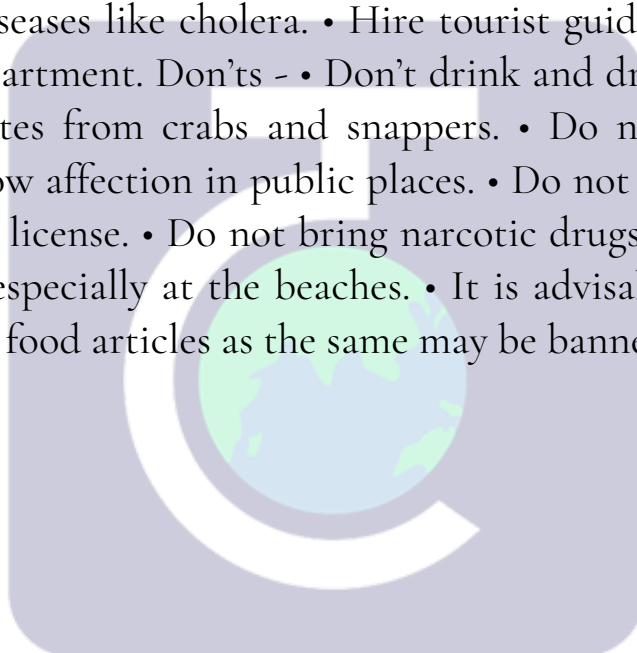 seases like cholera. • Hire tourist guid
artment. Don’ts - • Don’t drink and dr
tes from crabs and snappers. • Do n
ow affection in public places. • Do not
license. • Do not bring narcotic drugs
especially at the beaches. • It is advisa
food articles as the same may be banne